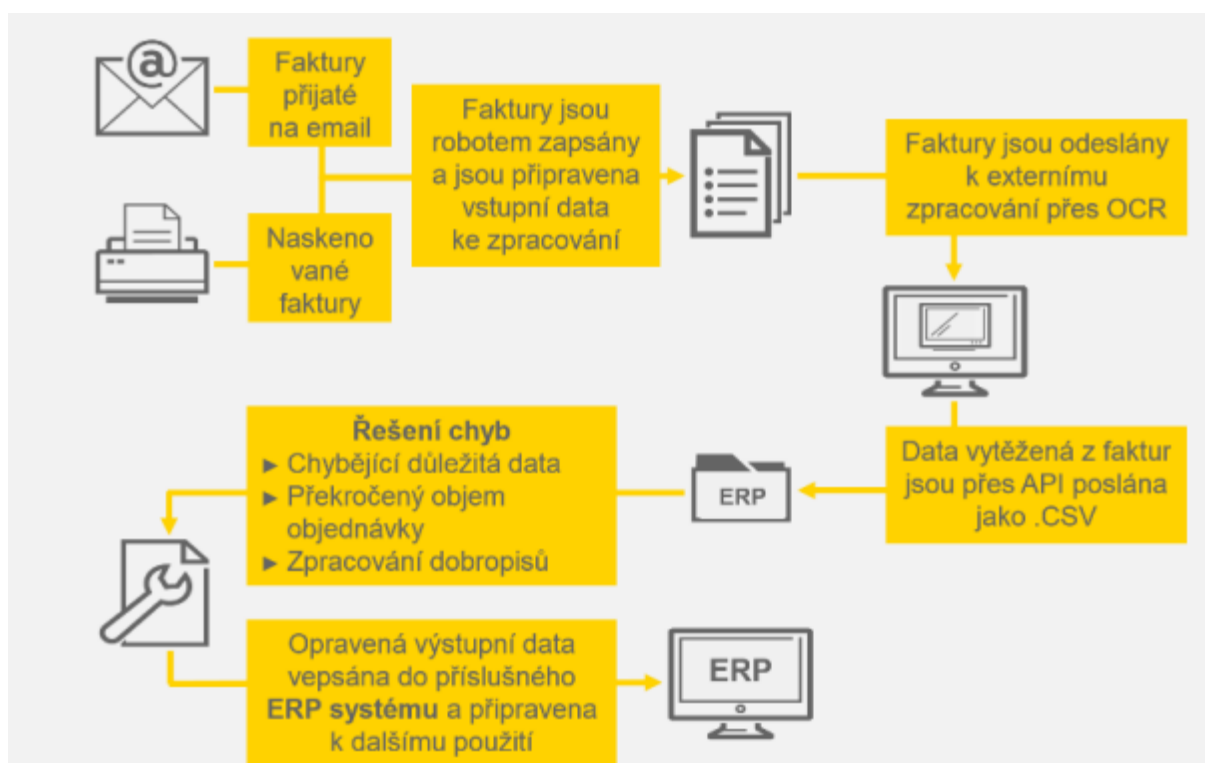 @
Faktury
přijaté
na email
Naskeno
vané
faktury
Faktury jsou
robotem zapsány
a jsou připravena
vstupní data
ke zpracování
Faktury jsou odeslány
k externímu
zpracování přes OCR
Data vytěžená z faktur
jsou přes API poslána
jako .CSV
ERP
Řešení chyb
► Chybějící důležitá data
► Překročený objem
objednávky
► Zpracování dobropisů
Opravená výstupní data
vepsána do příslušného
ERP systému a připravena
k dalšímu použití
ERP